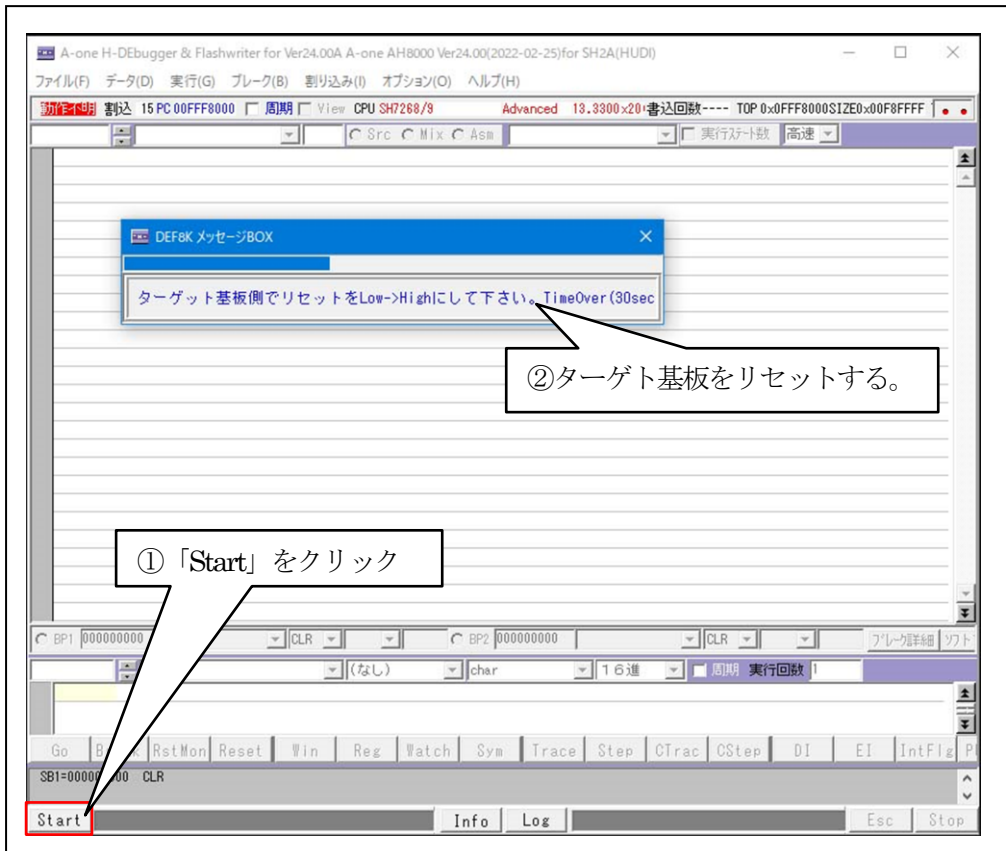 A-one H-DEbugger & Flashwriter for Ver24.00A A-one AH8000 Ver24.00(2022-02-25)for SH2A(HUDI)
ファイル(F) データ(D) 実行(G) ブレーク(B) 割り込み(I) オプション(O) ヘルプ(H)
動作不明 割込 15 PC 00FFF8000 周期 View CPU SH7268/9 Advanced 13.3300×20 書込回数---- TOP 0x0FFF8000SIZE0x00F8FFFF
Src Mix Asm 実行ステート数 高速
DEF8K メッセージBOX
ターゲット基板側でリセットをLow->Highにして下さい。TimeOver(30sec
②ターゲト基板をリセットする。
①「Start」をクリック
BP1 000000000 CLR BP2 000000000 CLR ブレーク詳細 ソフト
(なし) char 16進 周期 実行回数 1
Go RstMon Reset Win Reg Watch Sym Trace Step CTrac CStep DI EI IntFlg
CLR
Start Info Log Esc Stop